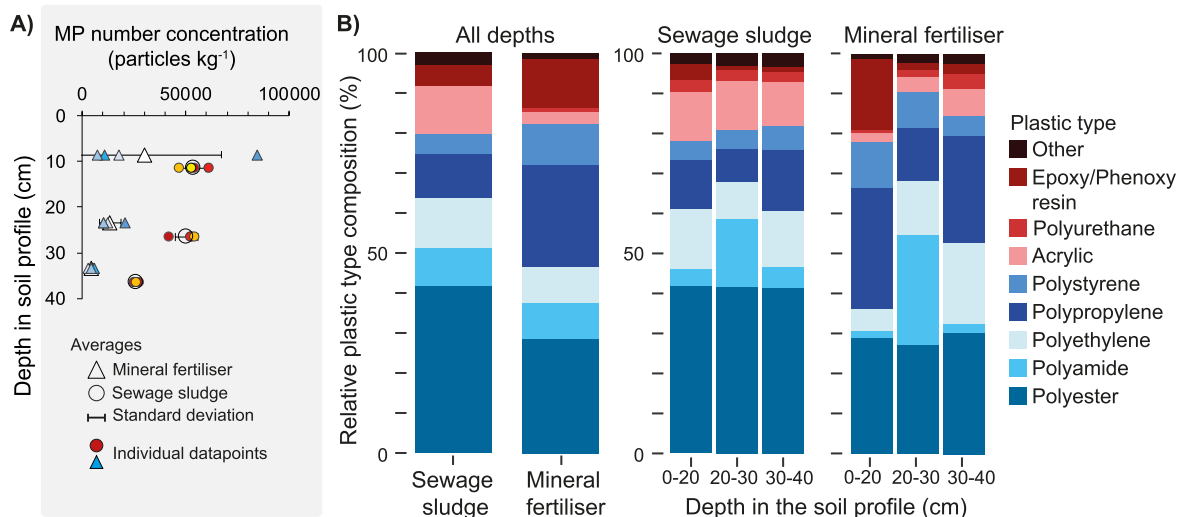 A)
MP number concentration
(particles kg⁻¹)
0
50000
100000
0
10
20
30
40
Depth in soil profile (cm)
Averages
Mineral fertiliser
Sewage sludge
Standard deviation
Individual datapoints
B)
All depths
Sewage sludge
Mineral fertiliser
Relative plastic type composition (%)
100
50
0
Sewage
sludge
Mineral
fertiliser
100
50
0
0-20
20-30
30-40
100
50
0
0-20
20-30
30-40
Depth in the soil profile (cm)
Plastic type
Other
Epoxy/Phenoxy
resin
Polyurethane
Acrylic
Polystyrene
Polypropylene
Polyethylene
Polyamide
Polyester